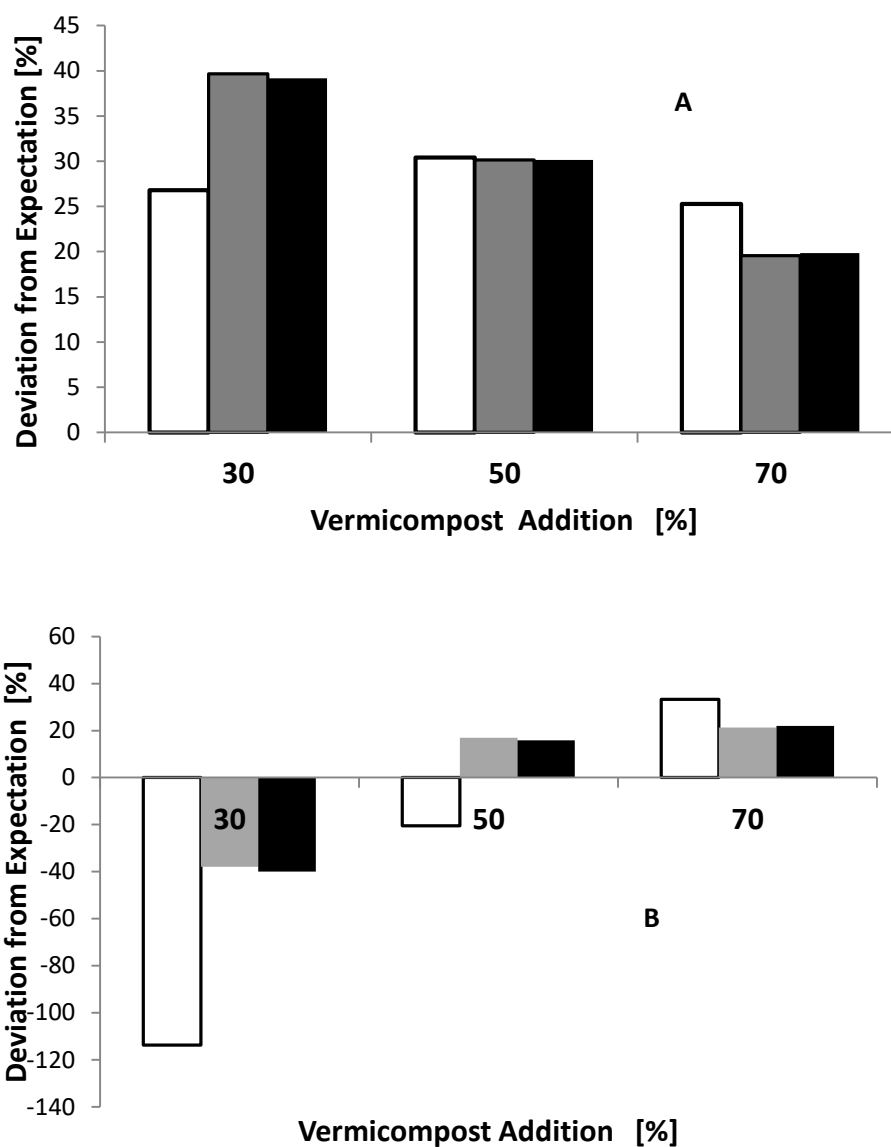 45
40
35
30
25
20
15
10
5
0
Deviation from Expectation [%]
A
30 50 70
Vermicompost Addition [%]
60
40
20
0
-20
-40
-60
-80
-100
-120
-140
Deviation from Expectation [%]
30 50 70
B
Vermicompost Addition [%]